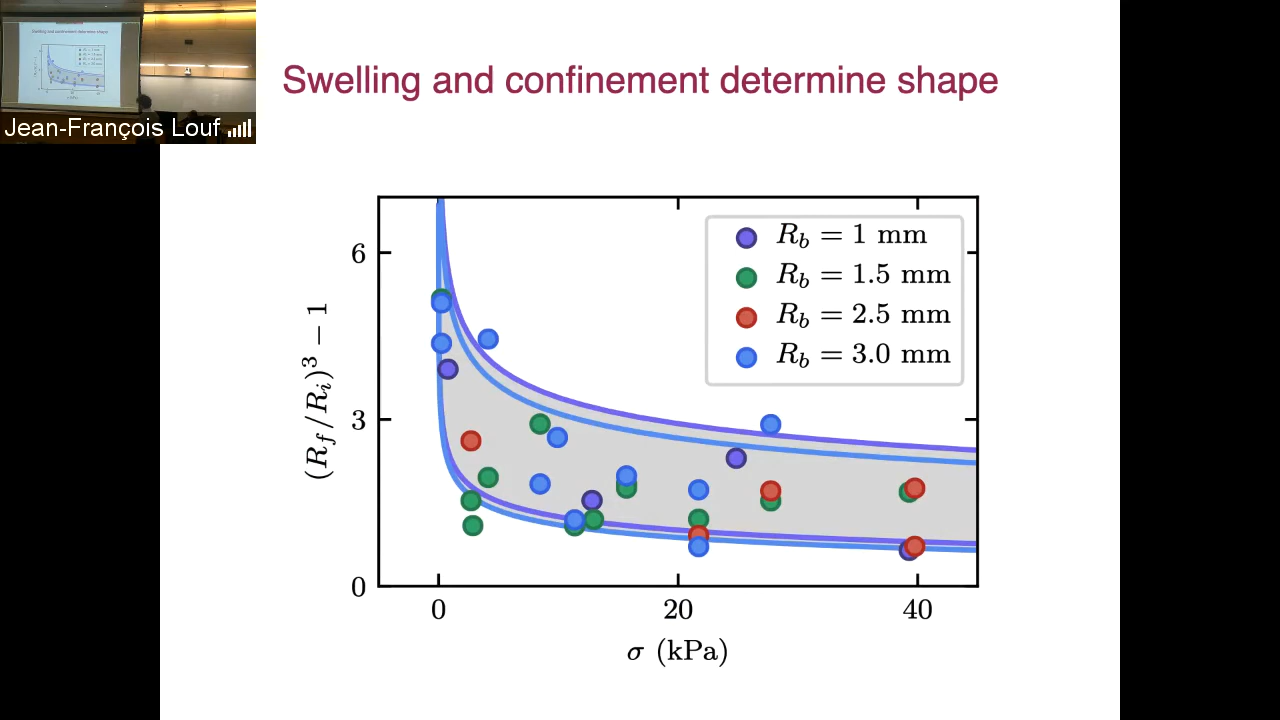 Swelling and confinement determine shape
Jean-François Louf
R_b = 1 mm
R_b = 1.5 mm
R_b = 2.5 mm
R_b = 3.0 mm
6
3
0
(R_f/R_i)^3 − 1
0 20 40
σ (kPa)